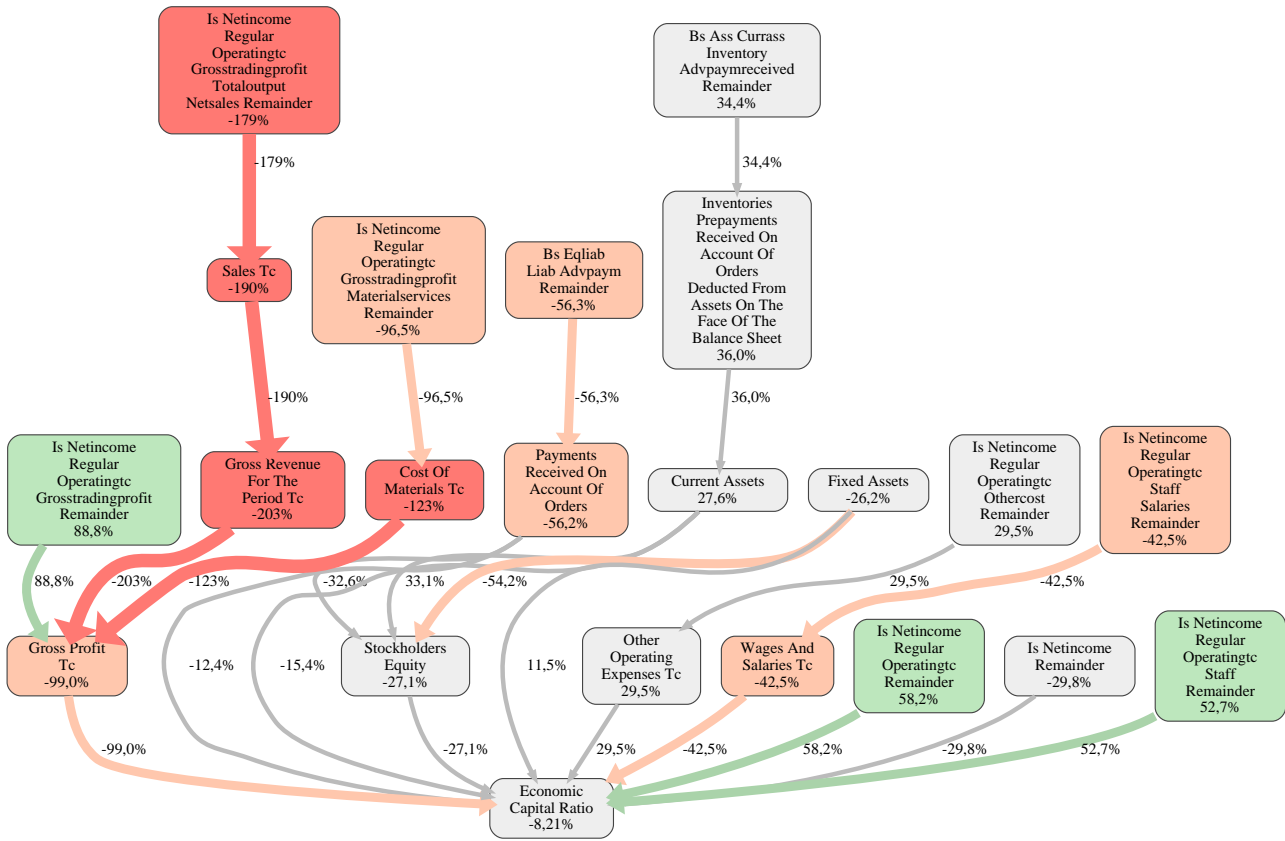 Is Netincome
Regular
Operatingtc
Grosstradingprofit
Totaloutput
Netsales Remainder
-179%
Bs Ass Currass
Inventory
Advpaymreceived
Remainder
34,4%
-179%
34,4%
Sales Tc
-190%
Is Netincome
Regular
Operatingtc
Grosstradingprofit
Materialservices
Remainder
-96,5%
Bs Eqliab
Liab Advpaym
Remainder
-56,3%
Inventories
Prepayments
Received On
Account Of
Orders
Deducted From
Assets On The
Face Of The
Balance Sheet
36,0%
-190%
-96,5%
-56,3%
36,0%
Is Netincome
Regular
Operatingtc
Grosstradingprofit
Remainder
88,8%
Gross Revenue
For The
Period Tc
-203%
Cost Of
Materials Tc
-123%
Payments
Received On
Account Of
Orders
-56,2%
Current Assets
27,6%
Fixed Assets
-26,2%
Is Netincome
Regular
Operatingtc
Othercost
Remainder
29,5%
Is Netincome
Regular
Operatingtc
Staff
Salaries
Remainder
-42,5%
88,8%
-203%
-123%
-32,6%
33,1%
-54,2%
29,5%
-42,5%
Gross Profit
Tc
-99,0%
-12,4%
-15,4%
Stockholders
Equity
-27,1%
11,5%
Other
Operating
Expenses Tc
29,5%
Wages And
Salaries Tc
-42,5%
Is Netincome
Regular
Operatingtc
Remainder
58,2%
Is Netincome
Remainder
-29,8%
Is Netincome
Regular
Operatingtc
Staff
Remainder
52,7%
-99,0%
-27,1%
29,5%
-42,5%
58,2%
-29,8%
52,7%
Economic
Capital Ratio
-8,21%